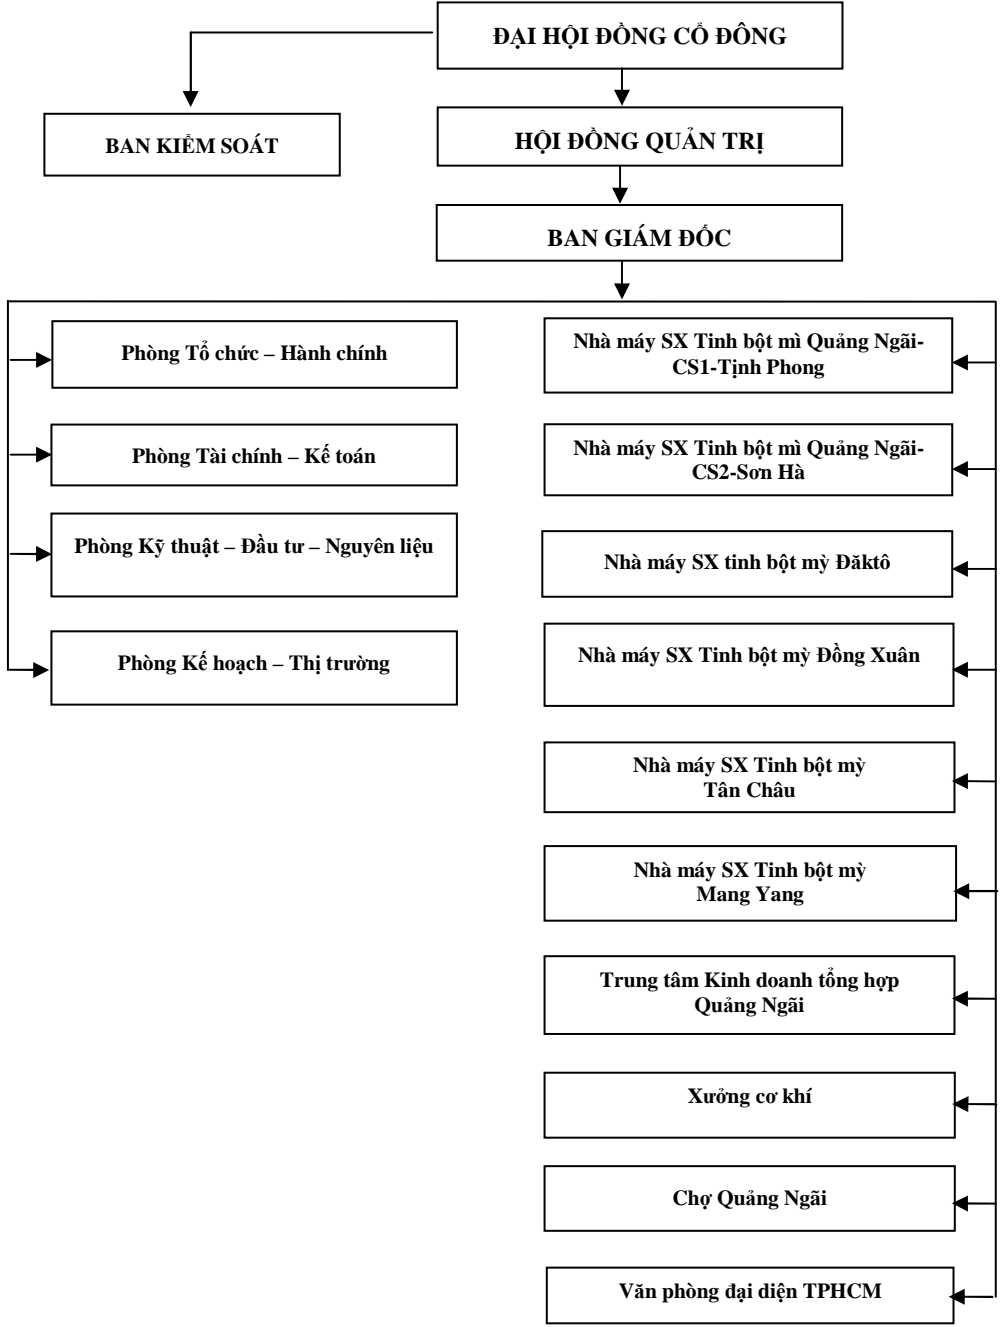 ĐẠI HỘI ĐỒNG CỔ ĐÔNG
BAN KIỂM SOÁT
HỘI ĐỒNG QUẢN TRỊ
BAN GIÁM ĐỐC
Phòng Tổ chức – Hành chính
Phòng Tài chính – Kế toán
Phòng Kỹ thuật – Đầu tư – Nguyên liệu
Phòng Kế hoạch – Thị trường
Nhà máy SX Tinh bột mì Quảng Ngãi-
CS1-Tịnh Phong
Nhà máy SX Tinh bột mì Quảng Ngãi-
CS2-Sơn Hà
Nhà máy SX tinh bột mỳ Đăktô
Nhà máy SX Tinh bột mỳ Đồng Xuân
Nhà máy SX Tinh bột mỳ
Tân Châu
Nhà máy SX Tinh bột mỳ
Mang Yang
Trung tâm Kinh doanh tổng hợp
Quảng Ngãi
Xưởng cơ khí
Chợ Quảng Ngãi
Văn phòng đại diện TPHCM